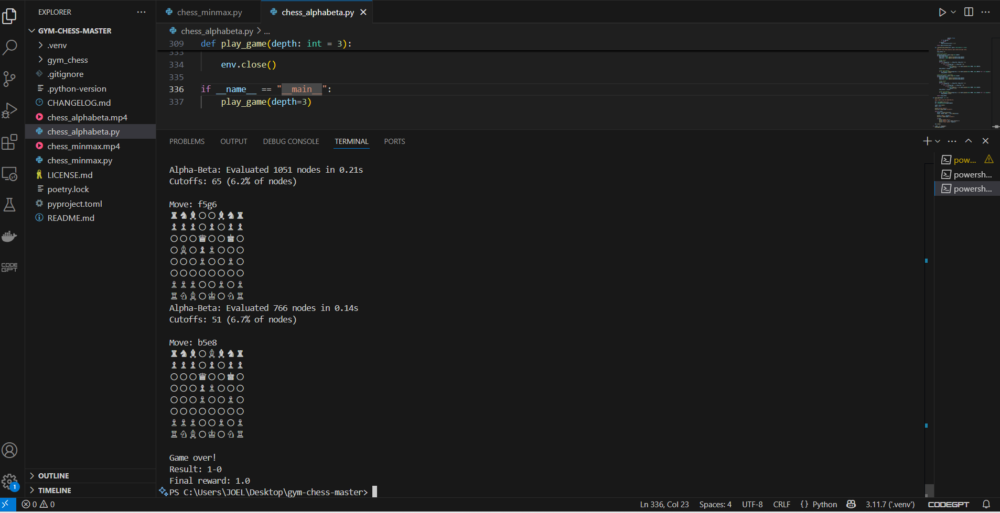 EXPLORER
GYM-CHESS-MASTER
.venv
gym_chess
.gitignore
.python-version
CHANGELOG.md
chess_alphabeta.mp4
chess_alphabeta.py
chess_minmax.mp4
chess_minmax.py
LICENSE.md
poetry.lock
pyproject.toml
README.md
OUTLINE
TIMELINE
CODE
GPT
1
chess_minmax.py
chess_alphabeta.py
chess_alphabeta.py > ...
309 def play_game(depth: int = 3):
333
334 env.close()
335
336 if __name__ == "__main__":
337 play_game(depth=3)
PROBLEMS OUTPUT DEBUG CONSOLE TERMINAL PORTS
pow...
powersh...
powersh...
Alpha-Beta: Evaluated 1051 nodes in 0.21s
Cutoffs: 65 (6.2% of nodes)
Move: f5g6
♜♞♝○○♝♞♜
♝♝♝○♝○♝♝
○○○♛○○♚○
○♗○♝♗○○○
○○○♗○○♗○
○○○○○○○○
♗♗♗○○♗○♗
♖♘♗○♔○♘♖
Alpha-Beta: Evaluated 766 nodes in 0.14s
Cutoffs: 51 (6.7% of nodes)
Move: b5e8
♜♞♝○♗♝♞♜
♟♟♟○♟○♟♟
○○○♛○○♚○
○○○♟♙○○○
○○○♙○○♙○
○○○○○○○○
♙♙♙○○♙○♙
♖♘♗○♔○♘♖
Game over!
Result: 1-0
Final reward: 1.0
PS C:\Users\JOEL\Desktop\gym-chess-master>
0 0
Ln 336, Col 23 Spaces: 4 UTF-8 CRLF {} Python 3.11.7 ('.venv') CODEGPT